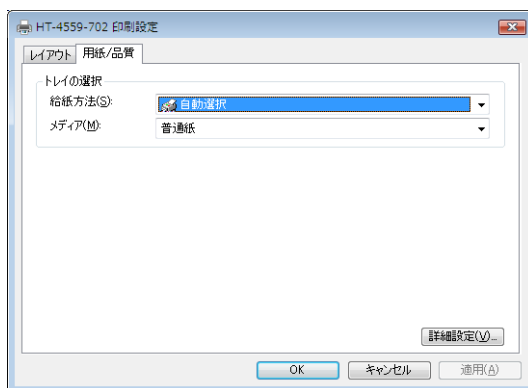 HT-4559-702 印刷設定
レイアウト 用紙/品質
トレイの選択
給紙方法(S): 自動選択
メディア(M): 普通紙
詳細設定(V)...
OK キャンセル 適用(A)